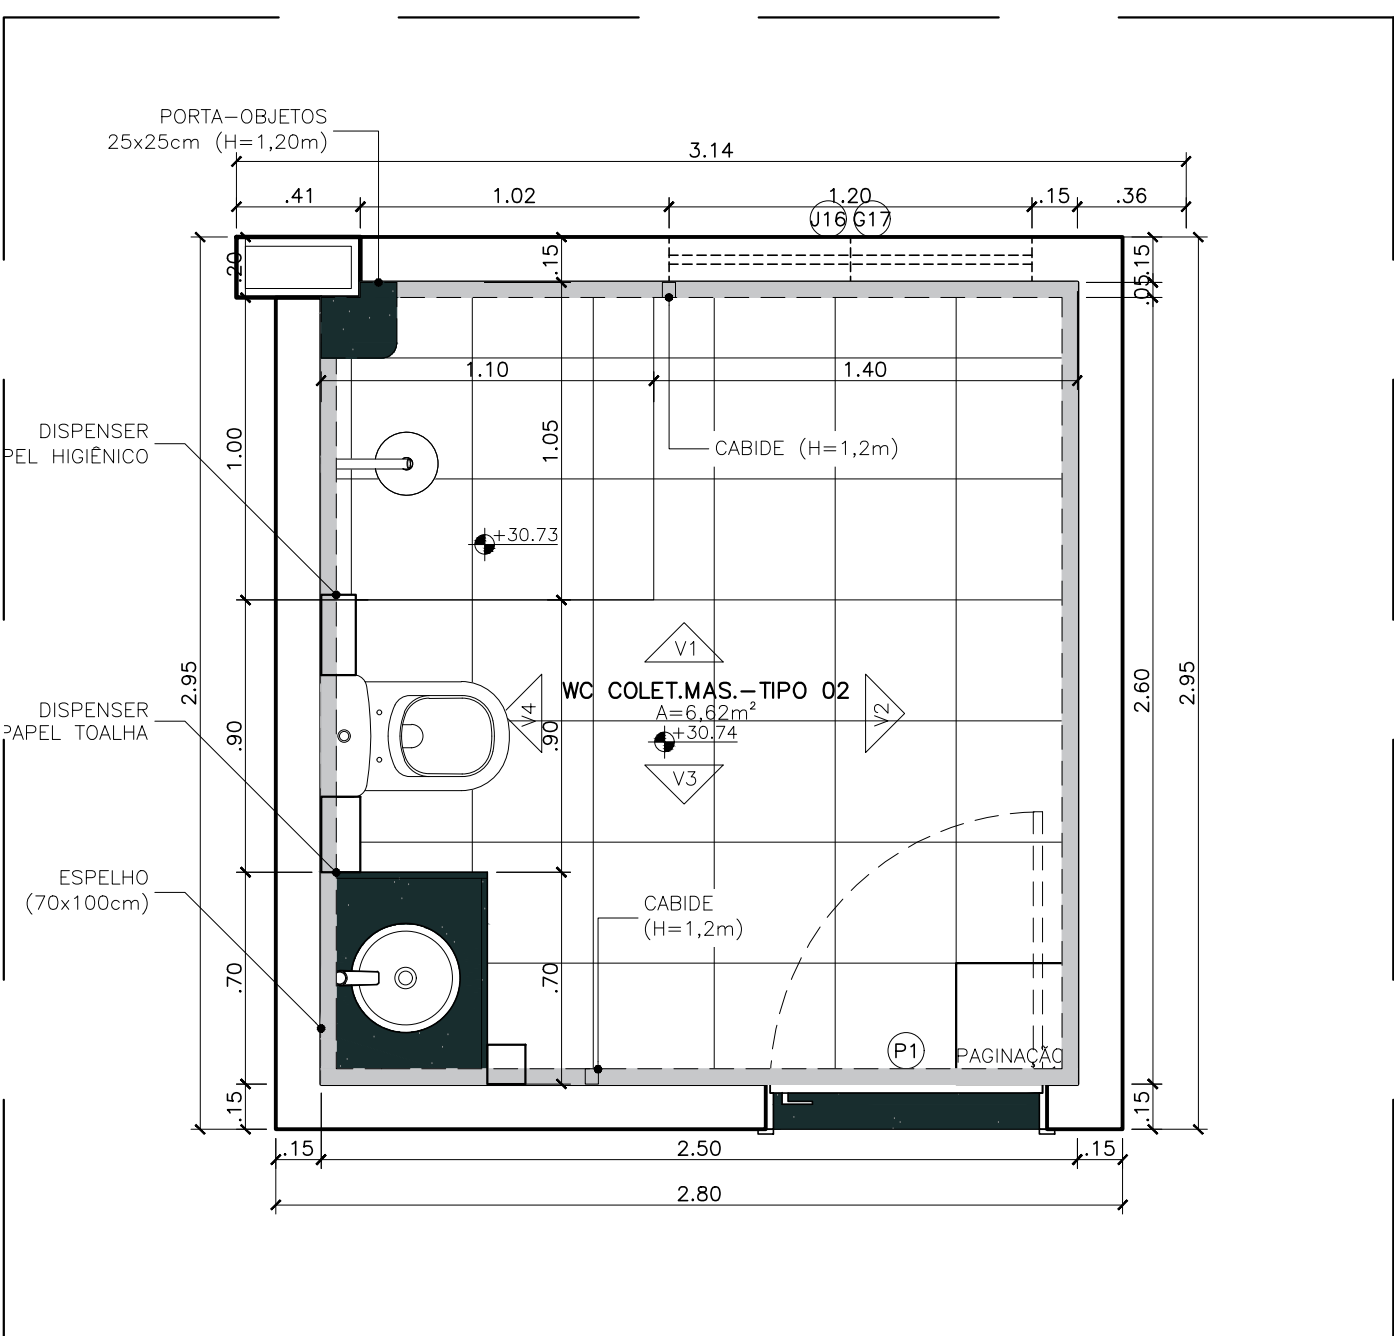 PORTA-OBJETOS
25x25cm (H=1,20m)
3.14
.41
1.02
1.20
.15
.36
J16
G17
.20
.15
.15
.05
1.10
1.40
DISPENSER
PEL HIGIÊNICO
1.00
1.05
CABIDE (H=1,2m)
+30.73
V1
2.95
WC COLET.MAS.-TIPO 02
A=6,62m²
+30.74
V4
V2
V3
2.60
2.95
DISPENSER
PAPEL TOALHA
.90
.90
ESPELHO
(70x100cm)
CABIDE
(H=1,2m)
.70
.70
P1
PAGINAÇÃO
.15
.15
.15
2.50
.15
2.80